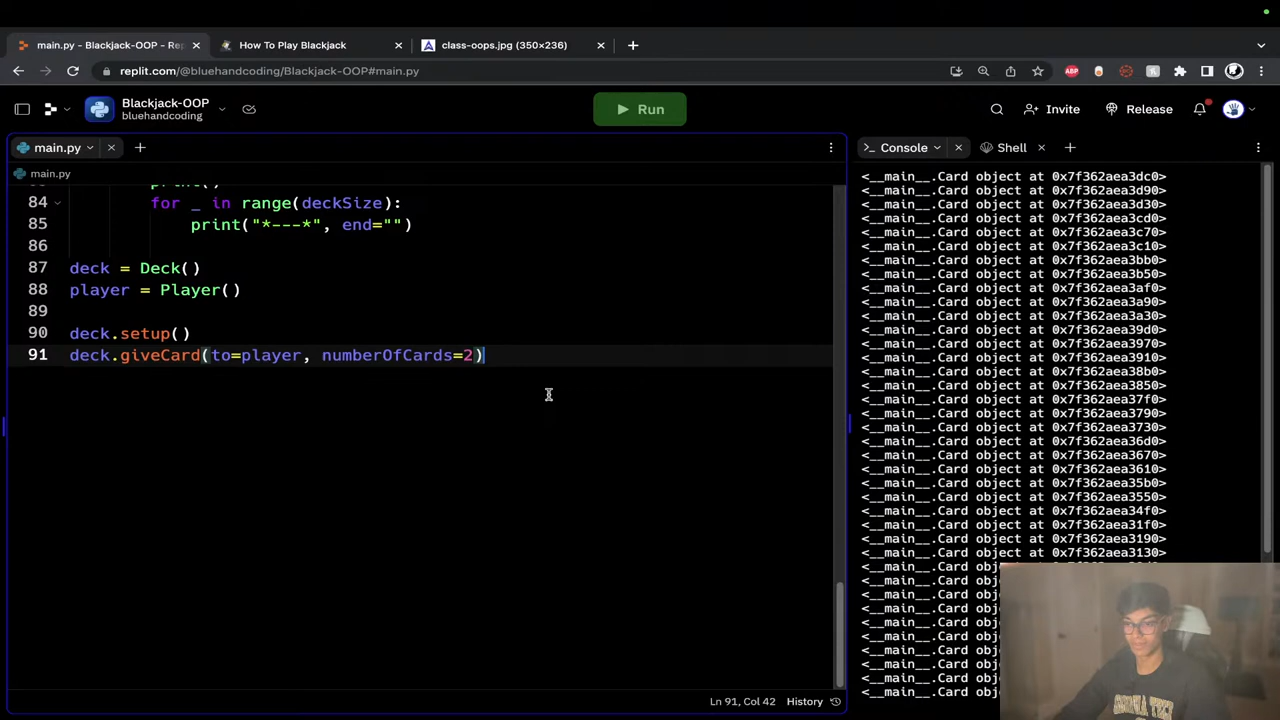 main.py - Blackjack-OOP - Rep
How To Play Blackjack
class-oops.jpg (350×236)
replit.com/@bluehandcoding/Blackjack-OOP#main.py
Blackjack-OOP
bluehandcoding
Run
Invite
Release
main.py
Console
Shell
main.py
84 for _ in range(deckSize):
85 print("*---*", end="")
86
87 deck = Deck()
88 player = Player()
89
90 deck.setup()
91 deck.giveCard(to=player, numberOfCards=2)
Ln 91, Col 42
History
<__main__.Card object at 0x7f362aea3dc0>
<__main__.Card object at 0x7f362aea3d90>
<__main__.Card object at 0x7f362aea3d30>
<__main__.Card object at 0x7f362aea3cd0>
<__main__.Card object at 0x7f362aea3c70>
<__main__.Card object at 0x7f362aea3c10>
<__main__.Card object at 0x7f362aea3bb0>
<__main__.Card object at 0x7f362aea3b50>
<__main__.Card object at 0x7f362aea3af0>
<__main__.Card object at 0x7f362aea3a90>
<__main__.Card object at 0x7f362aea3a30>
<__main__.Card object at 0x7f362aea39d0>
<__main__.Card object at 0x7f362aea3970>
<__main__.Card object at 0x7f362aea3910>
<__main__.Card object at 0x7f362aea38b0>
<__main__.Card object at 0x7f362aea3850>
<__main__.Card object at 0x7f362aea37f0>
<__main__.Card object at 0x7f362aea3790>
<__main__.Card object at 0x7f362aea3730>
<__main__.Card object at 0x7f362aea36d0>
<__main__.Card object at 0x7f362aea3670>
<__main__.Card object at 0x7f362aea3610>
<__main__.Card object at 0x7f362aea35b0>
<__main__.Card object at 0x7f362aea3550>
<__main__.Card object at 0x7f362aea34f0>
<__main__.Card object at 0x7f362aea31f0>
<__main__.Card object at 0x7f362aea3190>
<__main__.Card object at 0x7f362aea3130>
<__main__.Card obj
<__main__.Card obj
<__main__.Card obj
<__main__.Card obj
<__main__.Card obj
<__main__.Card obj
<__main__.Card obj
<__main__.Card obj
<__main__.Card obj
<__main__.Card obj